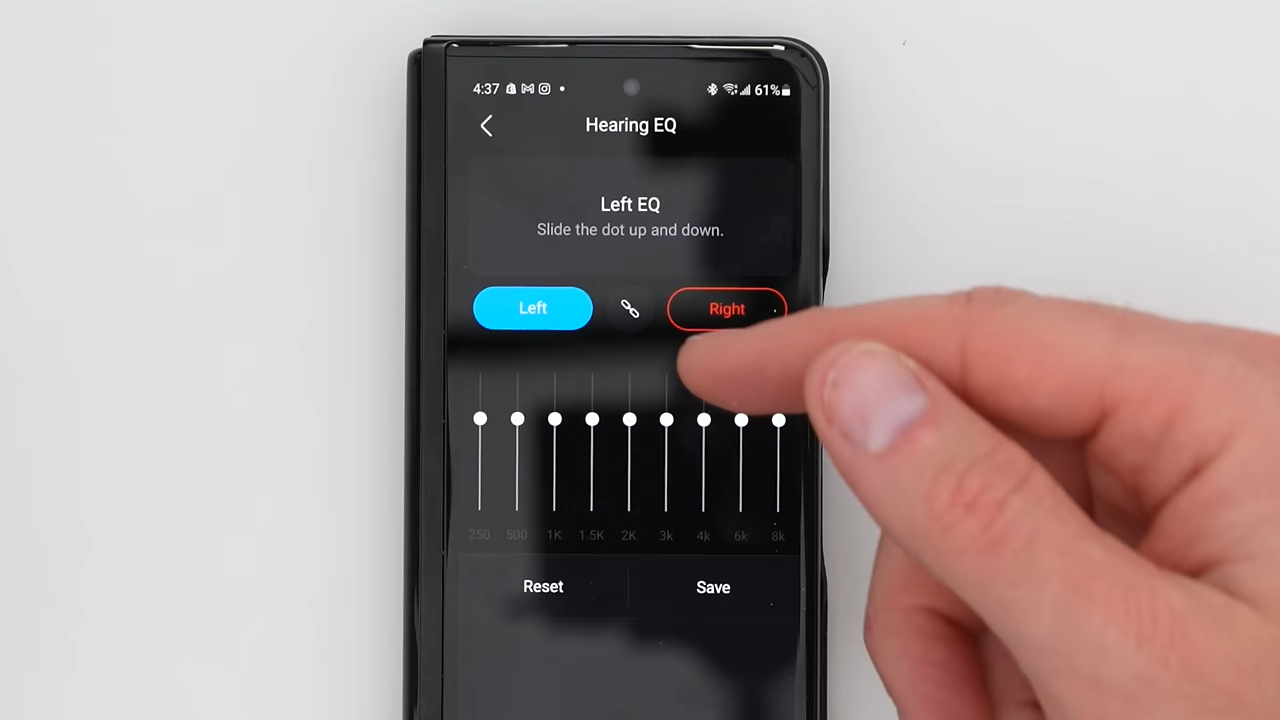 4:37 61%
Hearing EQ
Left EQ
Slide the dot up and down.
Left Right
250 500 1K 1.5K 2K 3k 4k 6k 8k
Reset Save